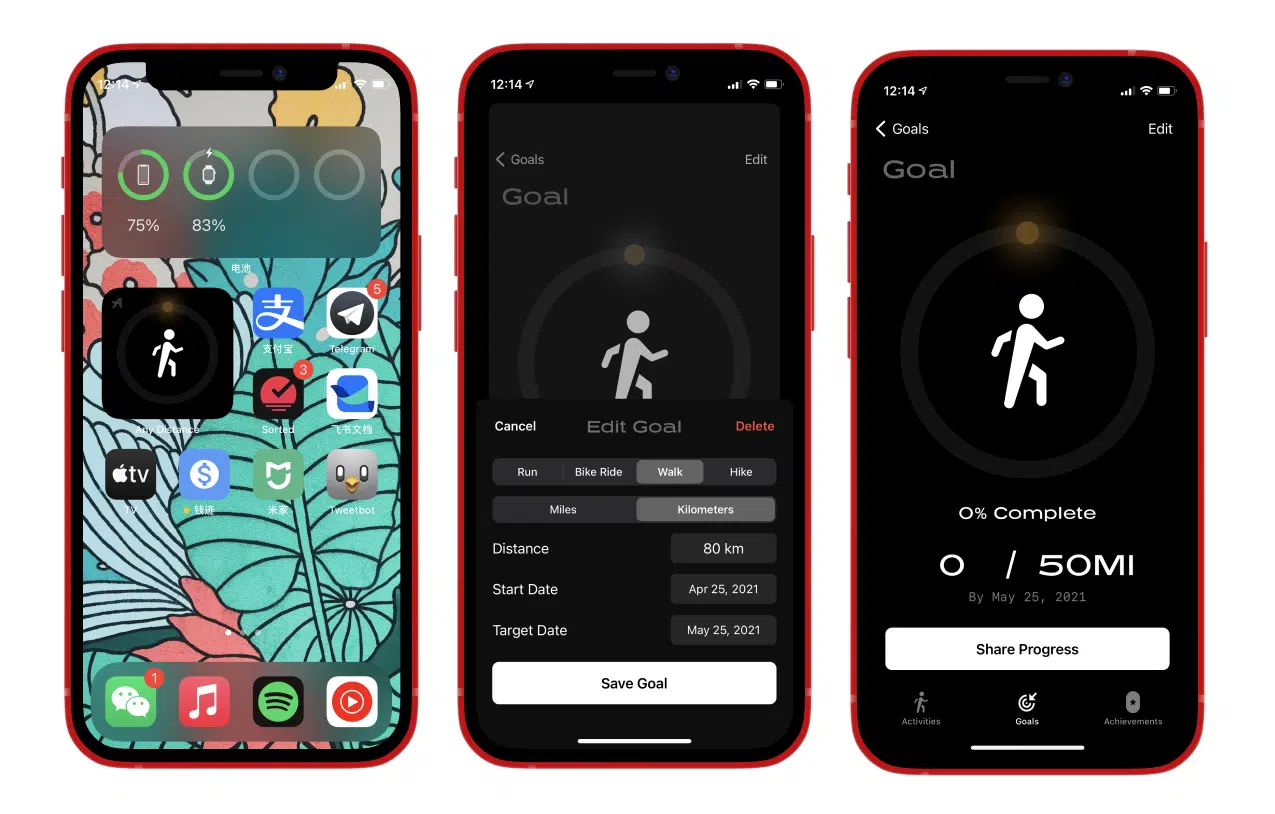 12:14
75%
83%
电池
支
5
支付宝
Telegram
3
Any Distance
Sorted
飞书文档
tv
$
TV
钱迹
米家
Tweetbot
1
12:14
Goals
Edit
Goal
Cancel
Edit Goal
Delete
Run
Bike Ride
Walk
Hike
Miles
Kilometers
Distance
80 km
Start Date
Apr 25, 2021
Target Date
May 25, 2021
Save Goal
12:14
Goals
Edit
Goal
0% Complete
0 / 50MI
By May 25, 2021
Share Progress
Activities
Goals
Achievements